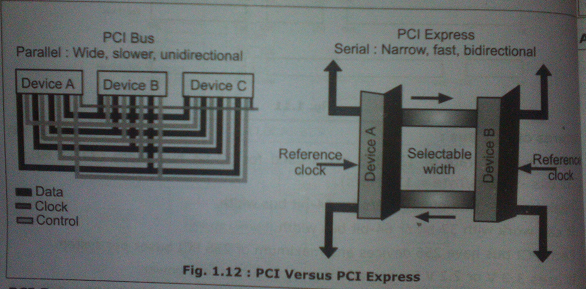 PCI Bus
Parallel : Wide, slower, unidirectional
Device A
Device B
Device C
Data
Clock
Control
PCI Express
Serial : Narrow, fast, bidirectional
Reference
clock
Device A
Selectable
width
Device B
Reference
clock
Fig. 1.12 : PCI Versus PCI Express